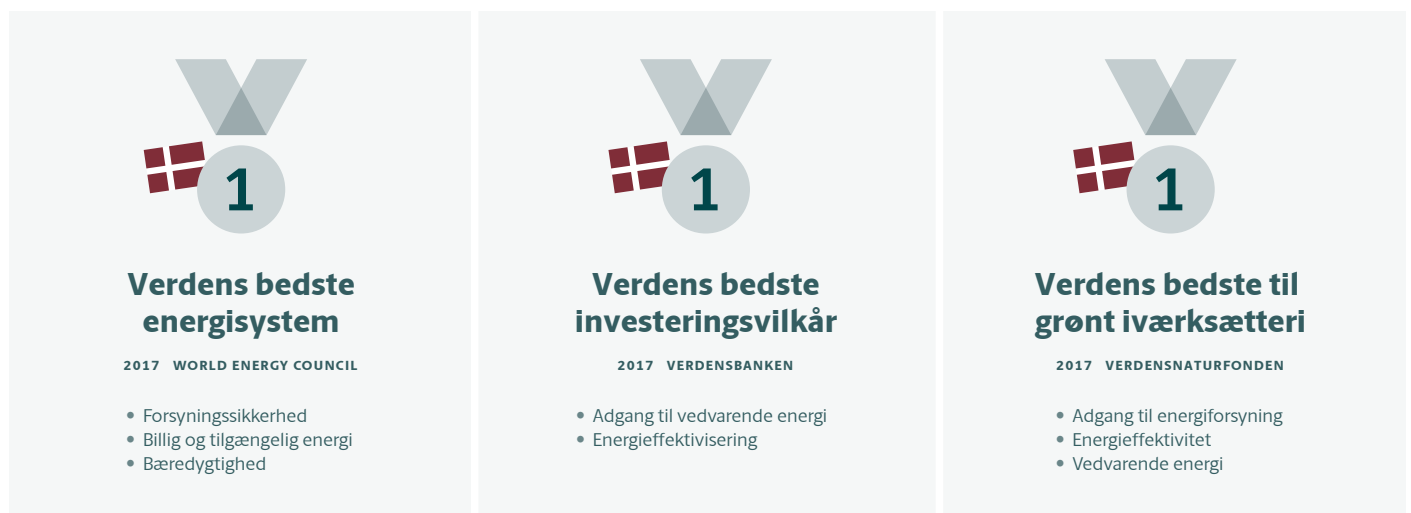 1
Verdens bedste
energisystem
2017 WORLD ENERGY COUNCIL
• Forsyningssikkerhed
• Billig og tilgængelig energi
• Bæredygtighed
1
Verdens bedste
investeringsvilkår
2017 VERDENSBANKEN
• Adgang til vedvarende energi
• Energieffektivisering
1
Verdens bedste til
grønt iværksætteri
2017 VERDENSNATURFONDEN
• Adgang til energiforsyning
• Energieffektivitet
• Vedvarende energi